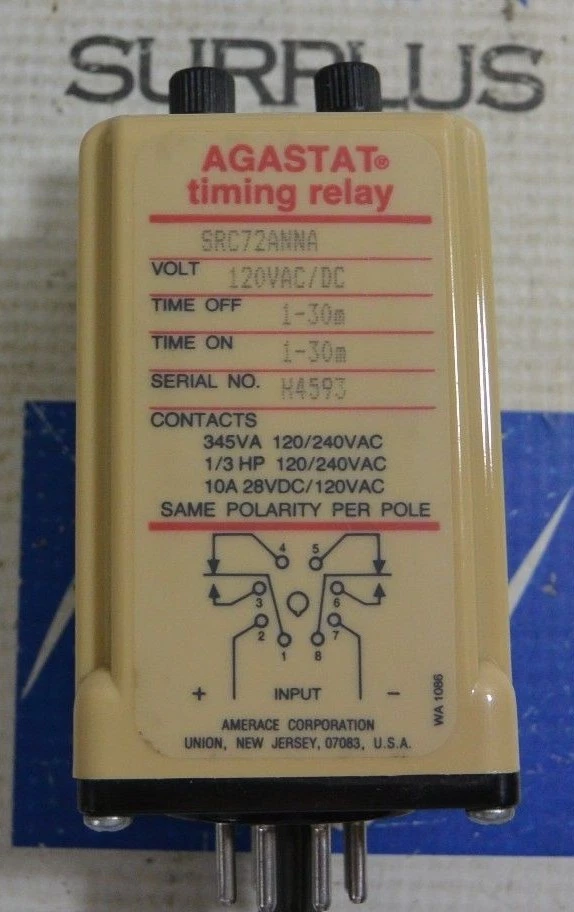 SURPLUS
AGASTAT®
timing relay
SRC72ANNA
VOLT 120VAC/DC
TIME OFF 1-30m
TIME ON 1-30m
SERIAL NO. H4593
CONTACTS
345VA 120/240VAC
1/3 HP 120/240VAC
10A 28VDC/120VAC
SAME POLARITY PER POLE
4 5
3 6
2 7
1 8
+ INPUT -
WA 1086
AMERACE CORPORATION
UNION, NEW JERSEY, 07083, U.S.A.